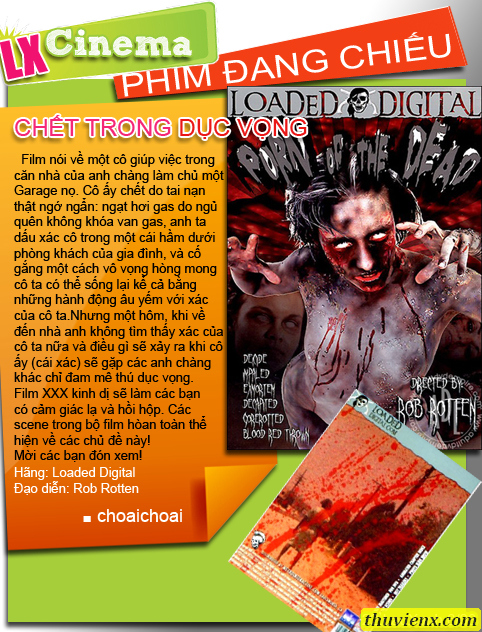 LX Cinema
PHIM ĐANG CHIẾU
LOADED DIGITAL
CHẾT TRONG DỤC VỌNG
PORN OF THE DEAD
Film nói về một cô giúp việc trong
căn nhà của anh chàng làm chủ một
Garage nọ. Cô ấy chết do tai nạn
thật ngớ ngẩn: ngạt hơi gas do ngủ
quên không khóa van gas, anh ta
dấu xác cô trong một cái hầm dưới
phòng khách của gia đình, và cố
gắng một cách vô vọng hòng mong
cô ta có thể sống lại kể cả bằng
những hành động âu yếm với xác
của cô ta.Nhưng một hôm, khi về
đến nhà anh không tìm thấy xác của
cô ta nữa và điều gì sẽ xảy ra khi cô
ấy (cái xác) sẽ gặp các anh chàng
khác chỉ đam mê thú dục vọng.
Film XXX kinh dị sẽ làm các bạn
có cảm giác lạ và hồi hộp. Các
scene trong bộ film hòan toàn thể
hiện về các chủ đề này!
Mời các bạn đón xem!
Hãng: Loaded Digital
Đạo diễn: Rob Rotten
choaichoai
DEICIDE
IMPALED
EXHORTEN
DECREPITED
GOREROTTED
BLOOD RED THRONE
DIRECTED BY:
ROB ROTTEN
LOADED
DIGITAL.COM
thuvienx.com